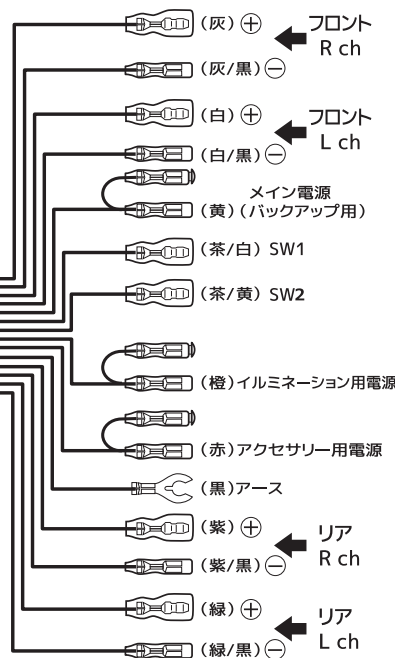 (灰)⊕ フロント
R ch
(灰/黒)⊖
(白)⊕ フロント
L ch
(白/黒)⊖
メイン電源
(黄)(バックアップ用)
(茶/白) SW1
(茶/黄) SW2
(橙)イルミネーション用電源
(赤)アクセサリー用電源
(黒)アース
(紫)⊕ リア
R ch
(紫/黒)⊖
(緑)⊕ リア
L ch
(緑/黒)⊖